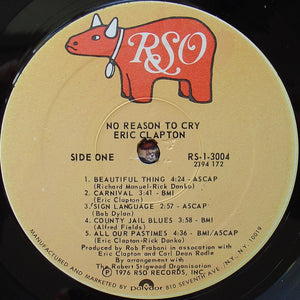 RSO
NO REASON TO CRY
ERIC CLAPTON
SIDE ONE
RS-1-3004
2394 172
1. BEAUTIFUL THING 4:24 - ASCAP
(Richard Manuel-Rick Danko)
2. CARNIVAL 3:41 - BMI
(Eric Clapton)
3. SIGN LANGUAGE 2:57 - ASCAP
(Bob Dylan)
4. COUNTY JAIL BLUES 3:58 - BMI
(Alfred Fields)
5. ALL OUR PASTIMES 4:36 - BMI/ASCAP
(Eric Clapton-Rick Danko)
Produced by Rob Fraboni in association with
Eric Clapton and Carl Dean Radle
By arrangement with
The Robert Stigwood Organisation
℗ 1976 RSO RECORDS, INC.
MANUFACTURED AND MARKETED BY Polydor 810 SEVENTH AVE., N.Y., N.Y. 10019